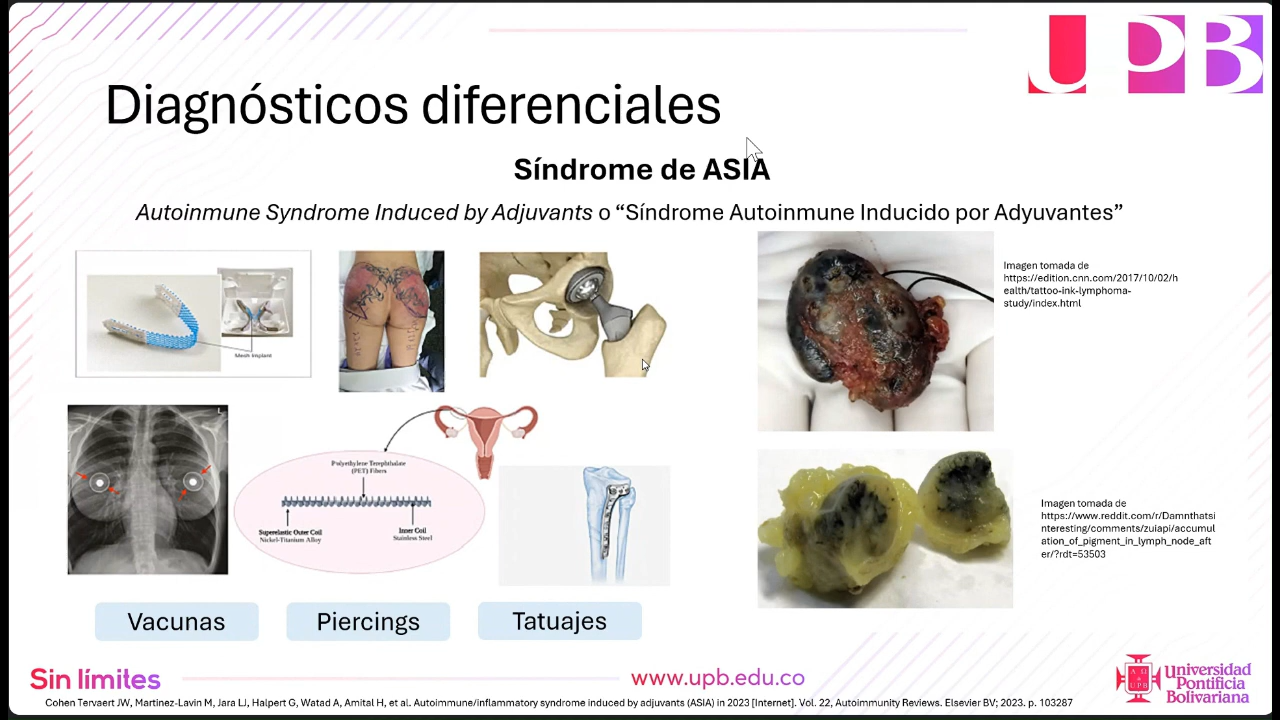 UPB
Diagnósticos diferenciales
Síndrome de ASIA
Autoinmune Syndrome Induced by Adjuvants o “Síndrome Autoinmune Inducido por Adyuvantes”
Mesh Implant
Imagen tomada de
https://edition.cnn.com/2017/10/02/h
ealth/tattoo-ink-lymphoma-
study/index.html
L
Polyethylene Terephthalate
(PET) Fibers
Superelastic Outer Coil
Nickel-Titanium Alloy
Inner Coil
Stainless Steel
Imagen tomada de
https://www.reddit.com/r/Damnthatsi
nteresting/comments/zuiapi/accumul
ation_of_pigment_in_lymph_node_aft
er/?rdt=53503
Vacunas
Piercings
Tatuajes
Sin límites
www.upb.edu.co
Universidad
Pontificia
Bolivariana
Cohen Tervaert JW, Martinez-Lavin M, Jara LJ, Halpert G, Watad A, Amital H, et al. Autoimmune/inflammatory syndrome induced by adjuvants (ASIA) in 2023 [Internet]. Vol. 22, Autoimmunity Reviews. Elsevier BV; 2023. p. 103287